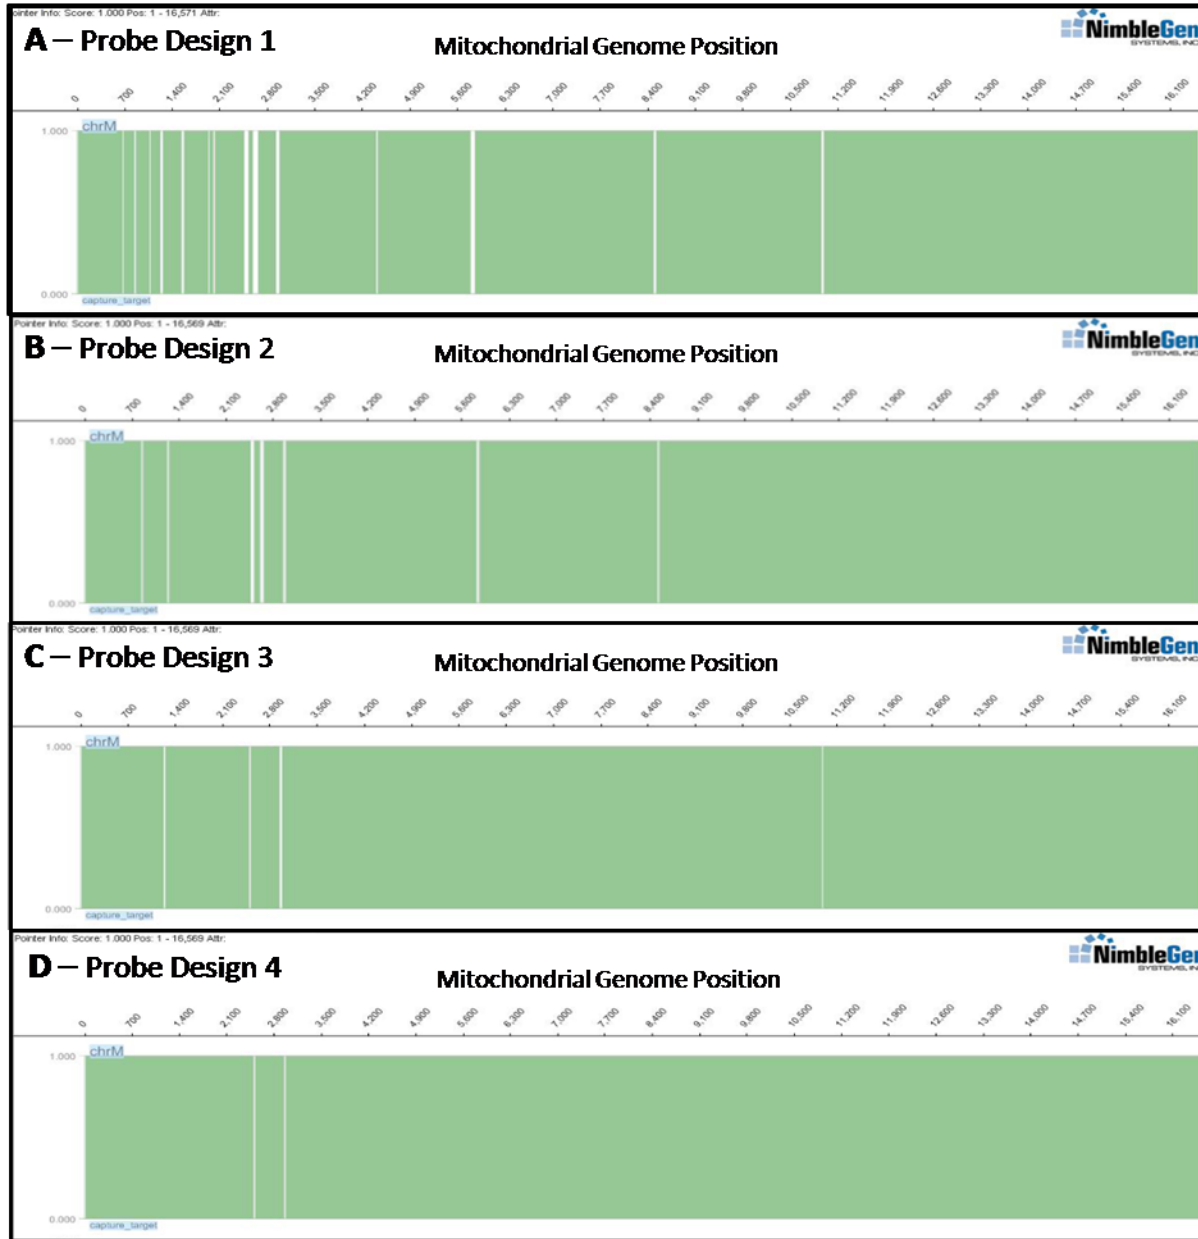 ointer Info: Score: 1.000 Pos: 1 - 16,571 Attr:
A – Probe Design 1
Mitochondrial Genome Position
NimbleGen
SYSTEMS, INC
0 700 1,400 2,100 2,800 3,500 4,200 4,900 5,600 6,300 7,000 7,700 8,400 9,100 9,800 10,500 11,200 11,900 12,600 13,300 14,000 14,700 15,400 16,100
chrM
1.000
0.000
capture_target
Pointer Info: Score: 1.000 Pos: 1 - 16,569 Attr:
B – Probe Design 2
Mitochondrial Genome Position
NimbleGen
SYSTEMS, INC
0 700 1,400 2,100 2,800 3,500 4,200 4,900 5,600 6,300 7,000 7,700 8,400 9,100 9,800 10,500 11,200 11,900 12,600 13,300 14,000 14,700 15,400 16,100
chrM
1.000
0.000
capture_target
Pointer Info: Score: 1.000 Pos: 1 - 16,569 Attr:
C – Probe Design 3
Mitochondrial Genome Position
NimbleGen
SYSTEMS, INC
0 700 1,400 2,100 2,800 3,500 4,200 4,900 5,600 6,300 7,000 7,700 8,400 9,100 9,800 10,500 11,200 11,900 12,600 13,300 14,000 14,700 15,400 16,100
chrM
1.000
0.000
capture_target
Pointer Info: Score: 1.000 Pos: 1 - 16,569 Attr:
D – Probe Design 4
Mitochondrial Genome Position
NimbleGer
SYSTEMS, IN
0 700 1,400 2,100 2,800 3,500 4,200 4,900 5,600 6,300 7,000 7,700 8,400 9,100 9,800 10,500 11,200 11,900 12,600 13,300 14,000 14,700 15,400 16,100
chrM
1.000
0.000
capture_target